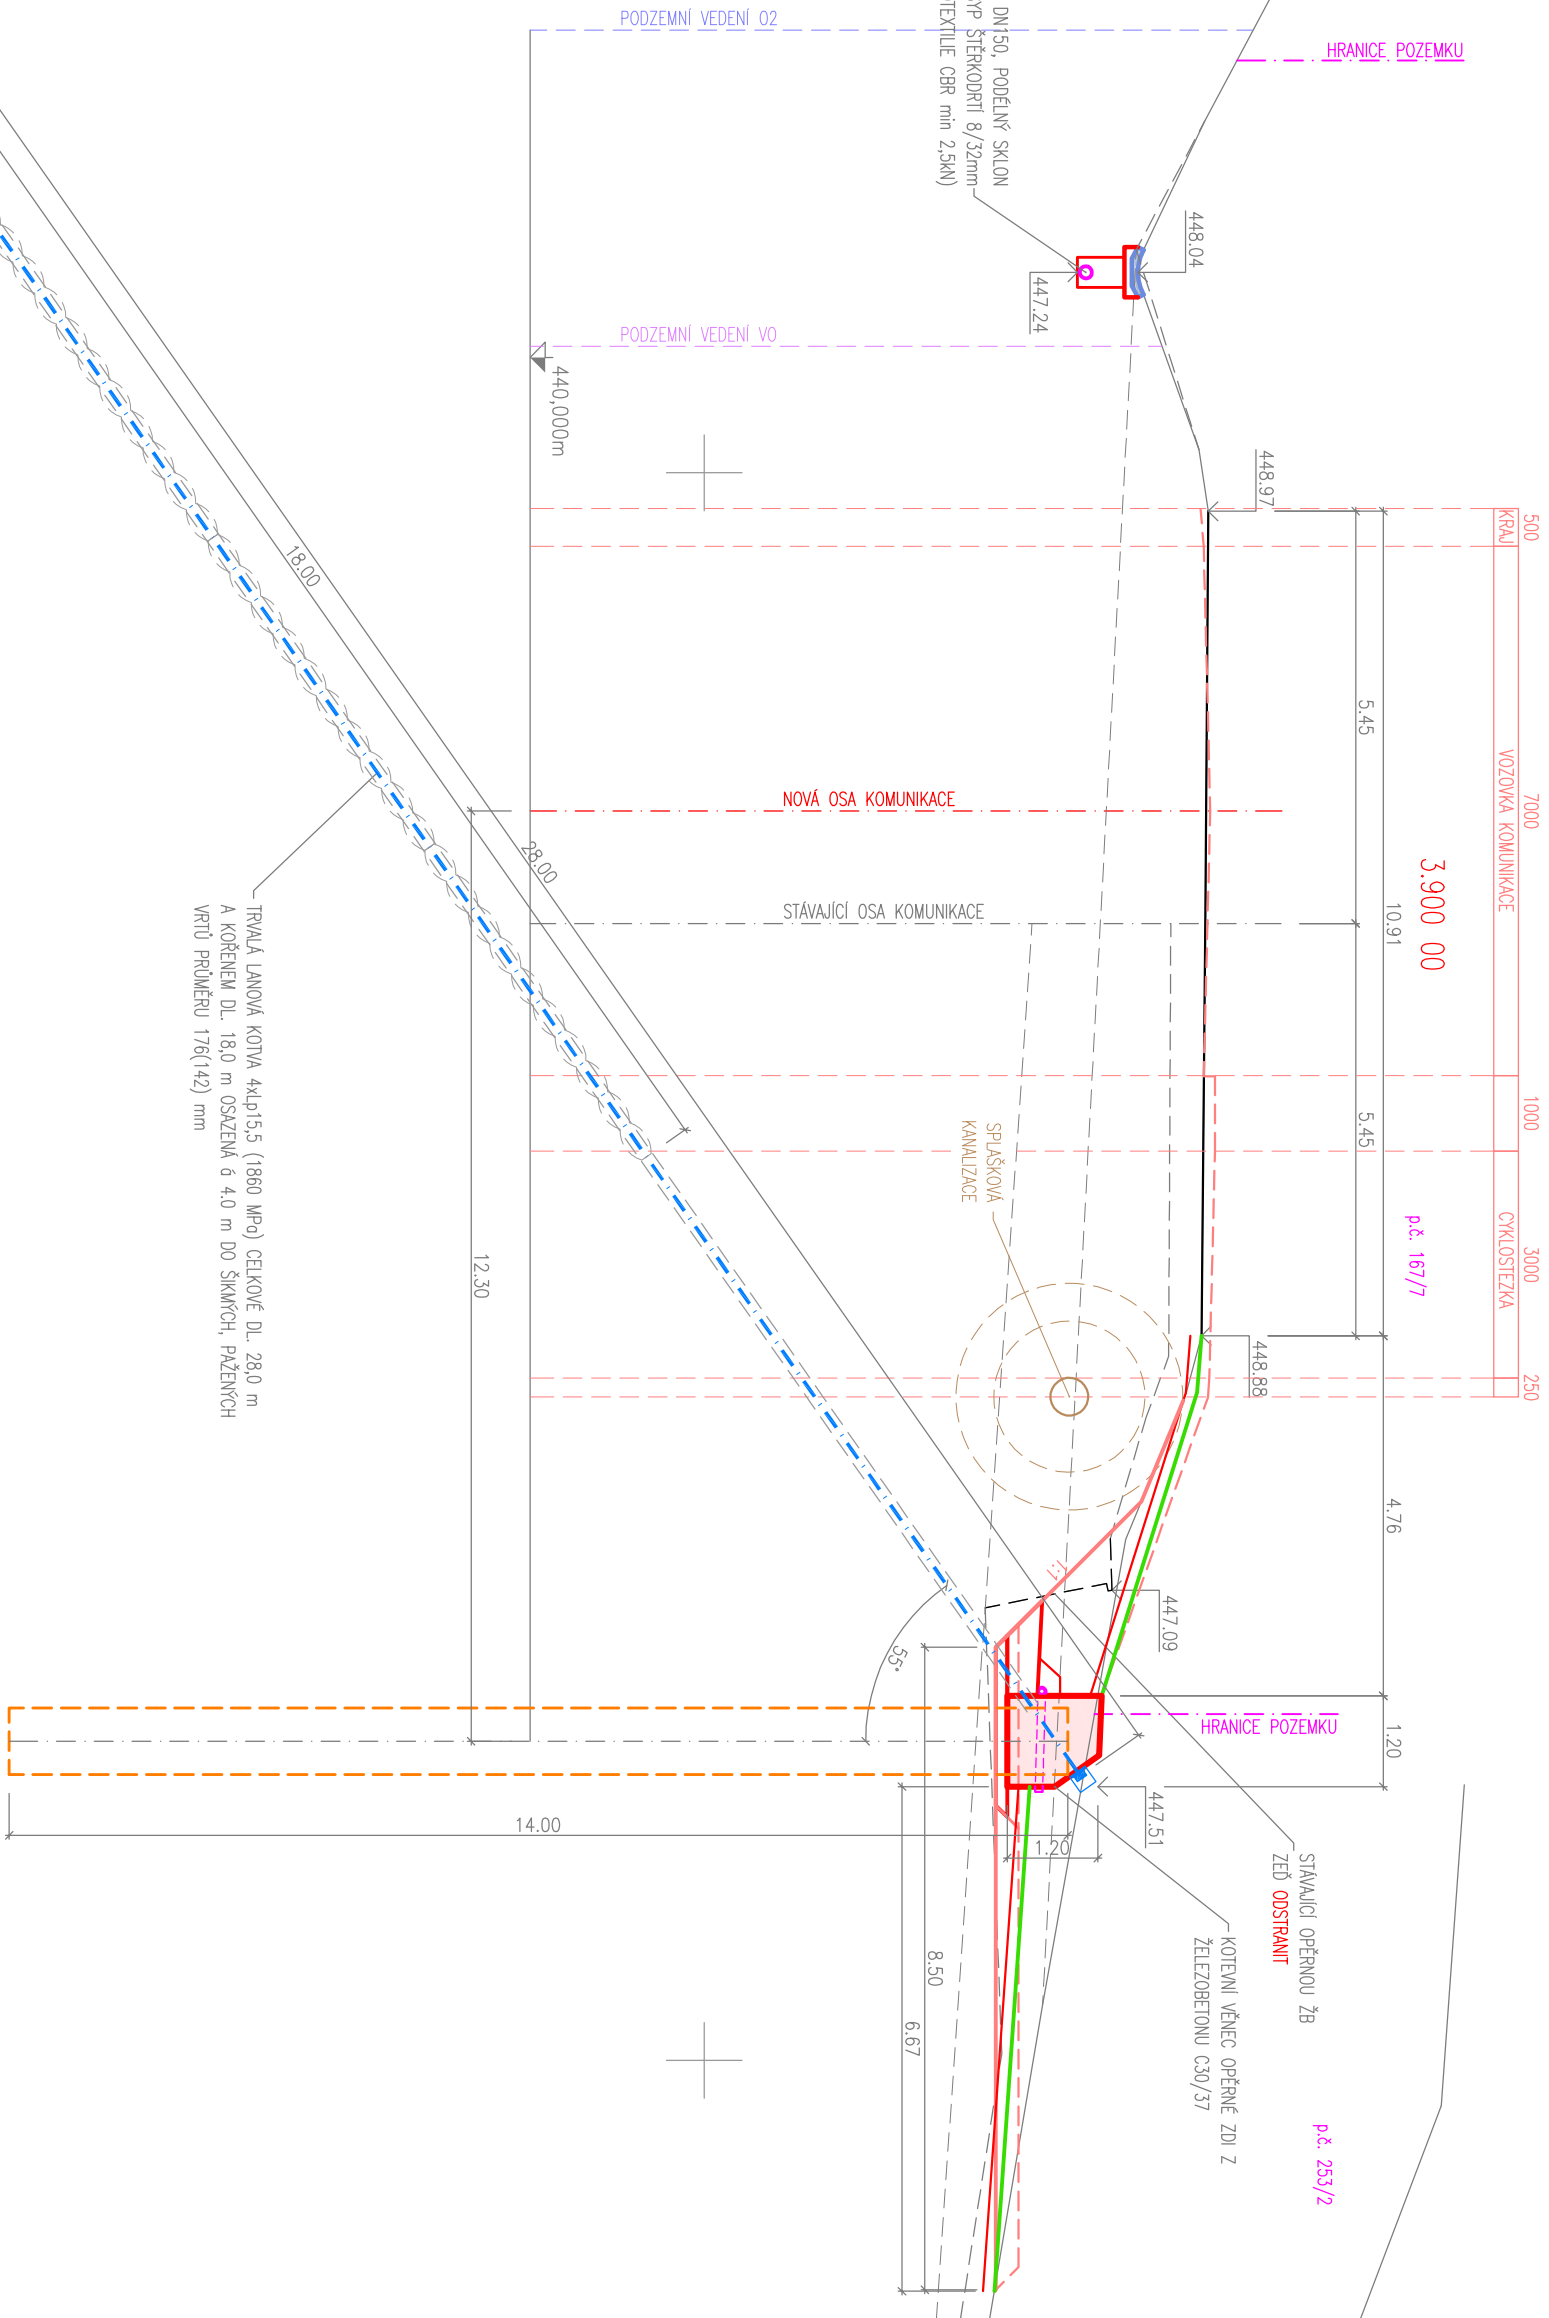 500
7000
1000
3000
250
KRAJ
VOZOVKA KOMUNIKACE
CYKLOSTEZKA
3.900 00
p.č. 167/7
p.č. 253/2
10.91
4.76
1.20
5.45
5.45
HRANICE POZEMKU
PODZEMNÍ VEDENÍ O2
DN150, PODÉLNÝ SKLON
ŠTĚRKODRTÍ 8/32mm
CBR min 2,5kN)
448.04
447.24
448.97
448.88
447.09
447.51
PODZEMNÍ VEDENÍ VO
440,000m
NOVÁ OSA KOMUNIKACE
STÁVAJÍCÍ OSA KOMUNIKACE
SPLAŠKOVÁ
KANALIZACE
1:1
HRANICE POZEMKU
STÁVAJÍCÍ OPĚRNOU ŽB
ZEĎ ODSTRANIT
KOTEVNÍ VĚNEC OPĚRNÉ ZDI Z
ŽELEZOBETONU C30/37
18.00
28.00
12.30
55°
14.00
1.20
8.50
6.67
TRVALÁ LANOVÁ KOTVA 4xLp15,5 (1860 MPa) CELKOVÉ DL. 28,0 m
A KOŘENEM DL. 18,0 m OSAZENÁ á 4.0 m DO ŠIKMÝCH, PAŽENÝCH
VRTŮ PRŮMĚRU 176(142) mm